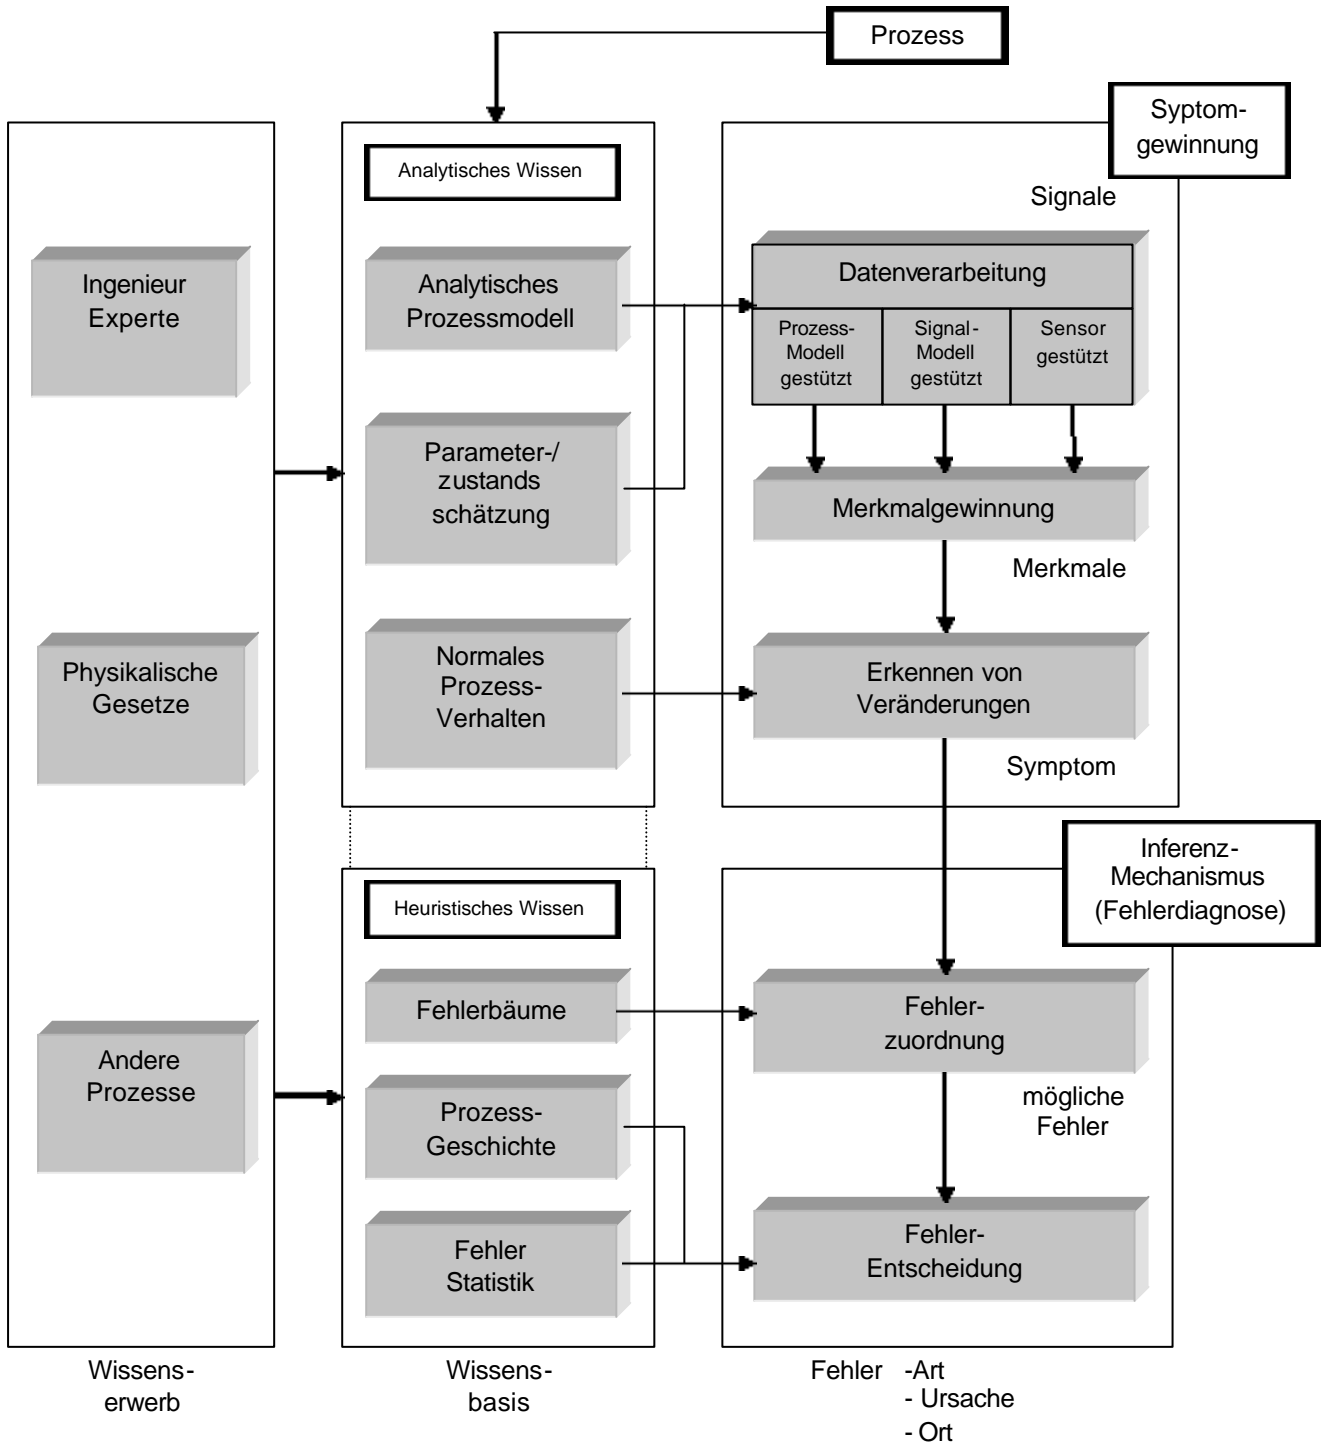 Prozess
Syptom-
gewinnung
Signale
Analytisches Wissen
Ingenieur
Experte
Analytisches
Prozessmodell
Datenverarbeitung
Prozess-
Modell
gestützt
Signal-
Modell
gestützt
Sensor
gestützt
Parameter-/
zustands
schätzung
Merkmalgewinnung
Merkmale
Physikalische
Gesetze
Normales
Prozess-
Verhalten
Erkennen von
Veränderungen
Symptom
Inferenz-
Mechanismus
(Fehlerdiagnose)
Heuristisches Wissen
Fehlerbäume
Fehler-
zuordnung
Andere
Prozesse
Prozess-
Geschichte
mögliche
Fehler
Fehler
Statistik
Fehler-
Entscheidung
Wissens-
erwerb
Wissens-
basis
Fehler -Art
- Ursache
- Ort